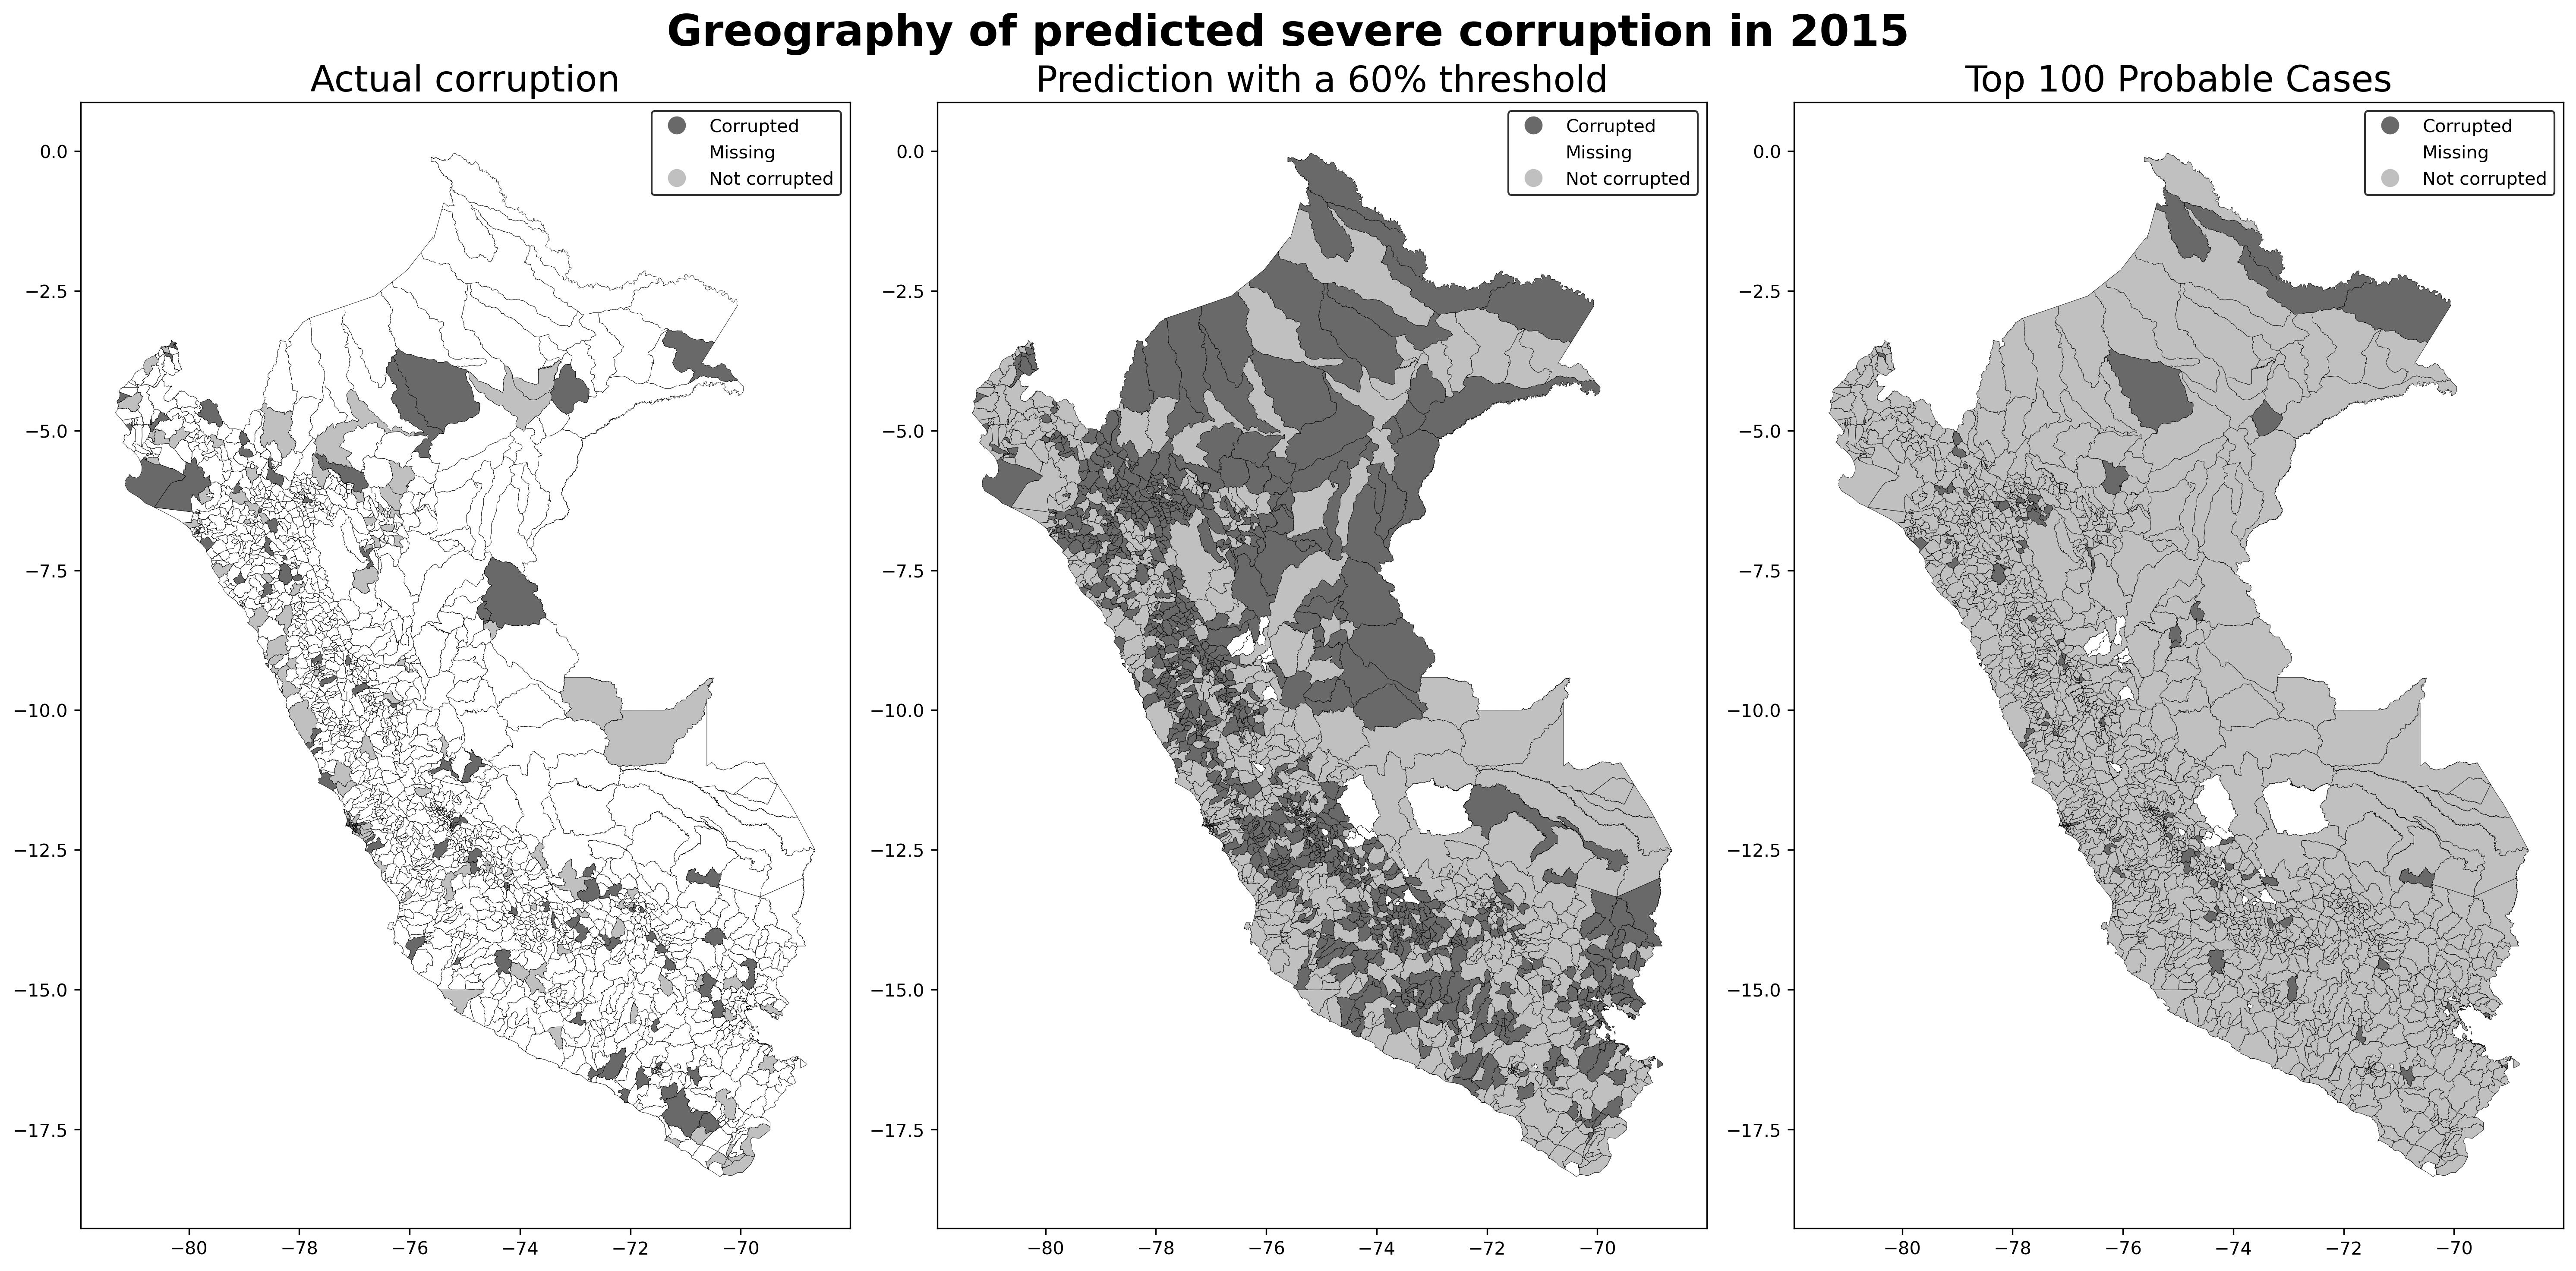 Greography of predicted severe corruption in 2015
Actual corruption
Corrupted
Missing
Not corrupted
0.0
−2.5
−5.0
−7.5
−10.0
−12.5
−15.0
−17.5
−80 −78 −76 −74 −72 −70
Prediction with a 60% threshold
Corrupted
Missing
Not corrupted
0.0
−2.5
−5.0
−7.5
−10.0
−12.5
−15.0
−17.5
−80 −78 −76 −74 −72 −70
Top 100 Probable Cases
Corrupted
Missing
Not corrupted
0.0
−2.5
−5.0
−7.5
−10.0
−12.5
−15.0
−17.5
−80 −78 −76 −74 −72 −70